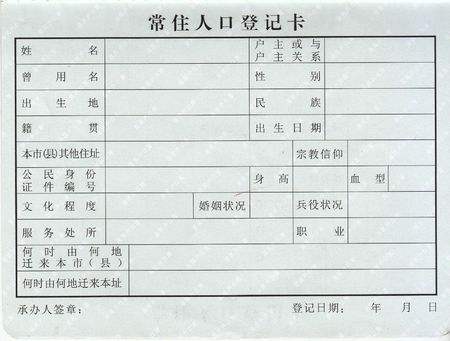 常住人口登记卡
姓名 户主或与户主关系
曾用名 性别
出生地 民族
籍贯 出生日期
本市(县)其他住址 宗教信仰
公民身份证件编号 身高 血型
文化程度 婚姻状况 兵役状况
服务处所 职业
何时由何地迁来本市(县)
何时由何地迁来本址
承办人签章: 登记日期: 年 月 日